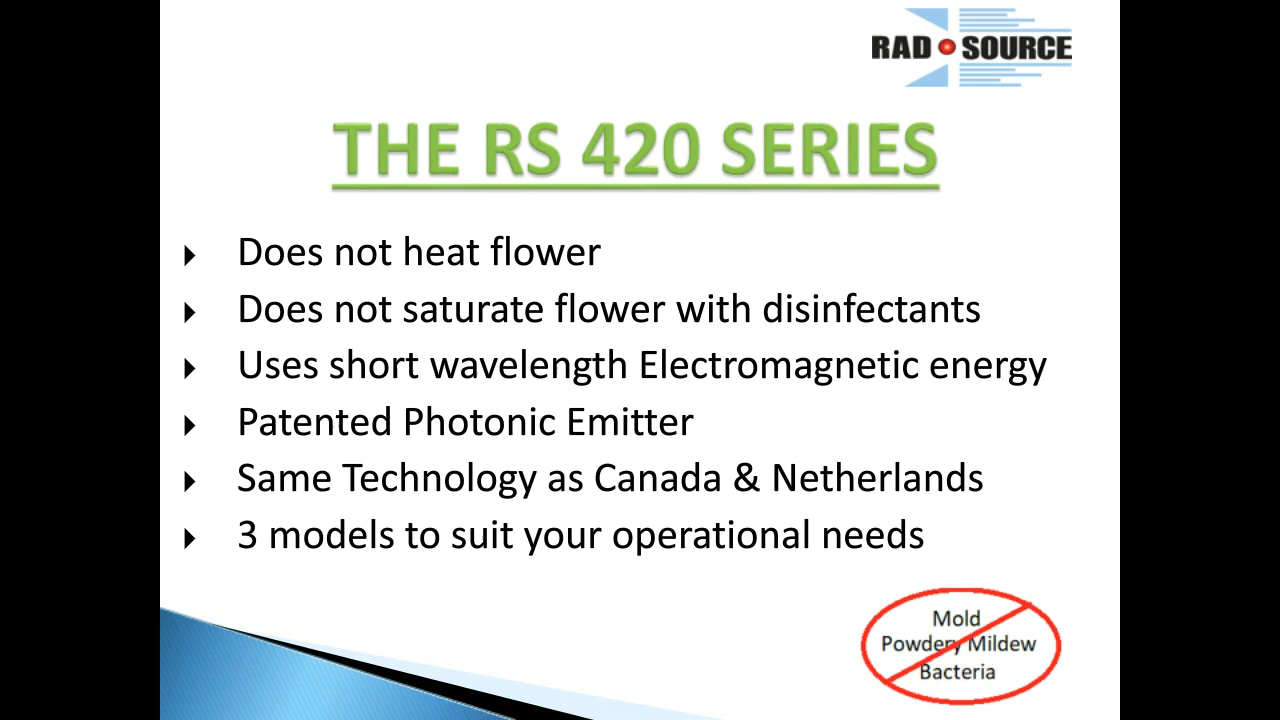 RAD SOURCE
THE RS 420 SERIES
Does not heat flower
Does not saturate flower with disinfectants
Uses short wavelength Electromagnetic energy
Patented Photonic Emitter
Same Technology as Canada & Netherlands
3 models to suit your operational needs
Mold
Powdery Mildew
Bacteria